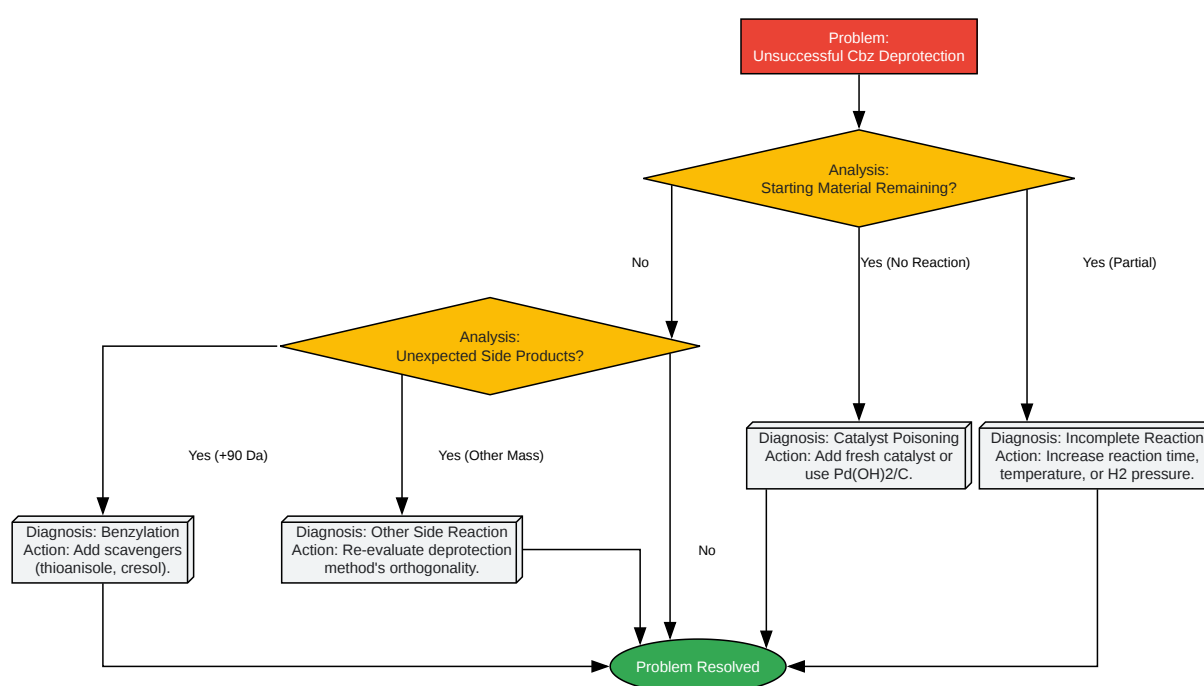 Problem:
Unsuccessful Cbz Deprotection
Analysis:
Starting Material Remaining?
No
Yes (No Reaction)
Yes (Partial)
Analysis:
Unexpected Side Products?
Yes (+90 Da)
Yes (Other Mass)
Diagnosis: Catalyst Poisoning
Action: Add fresh catalyst or
use Pd(OH)2/C.
Diagnosis: Incomplete Reaction
Action: Increase reaction time,
temperature, or H2 pressure.
Diagnosis: Benzylation
Action: Add scavengers
(thioanisole, cresol).
Diagnosis: Other Side Reaction
Action: Re-evaluate deprotection
method's orthogonality.
No
Problem Resolved